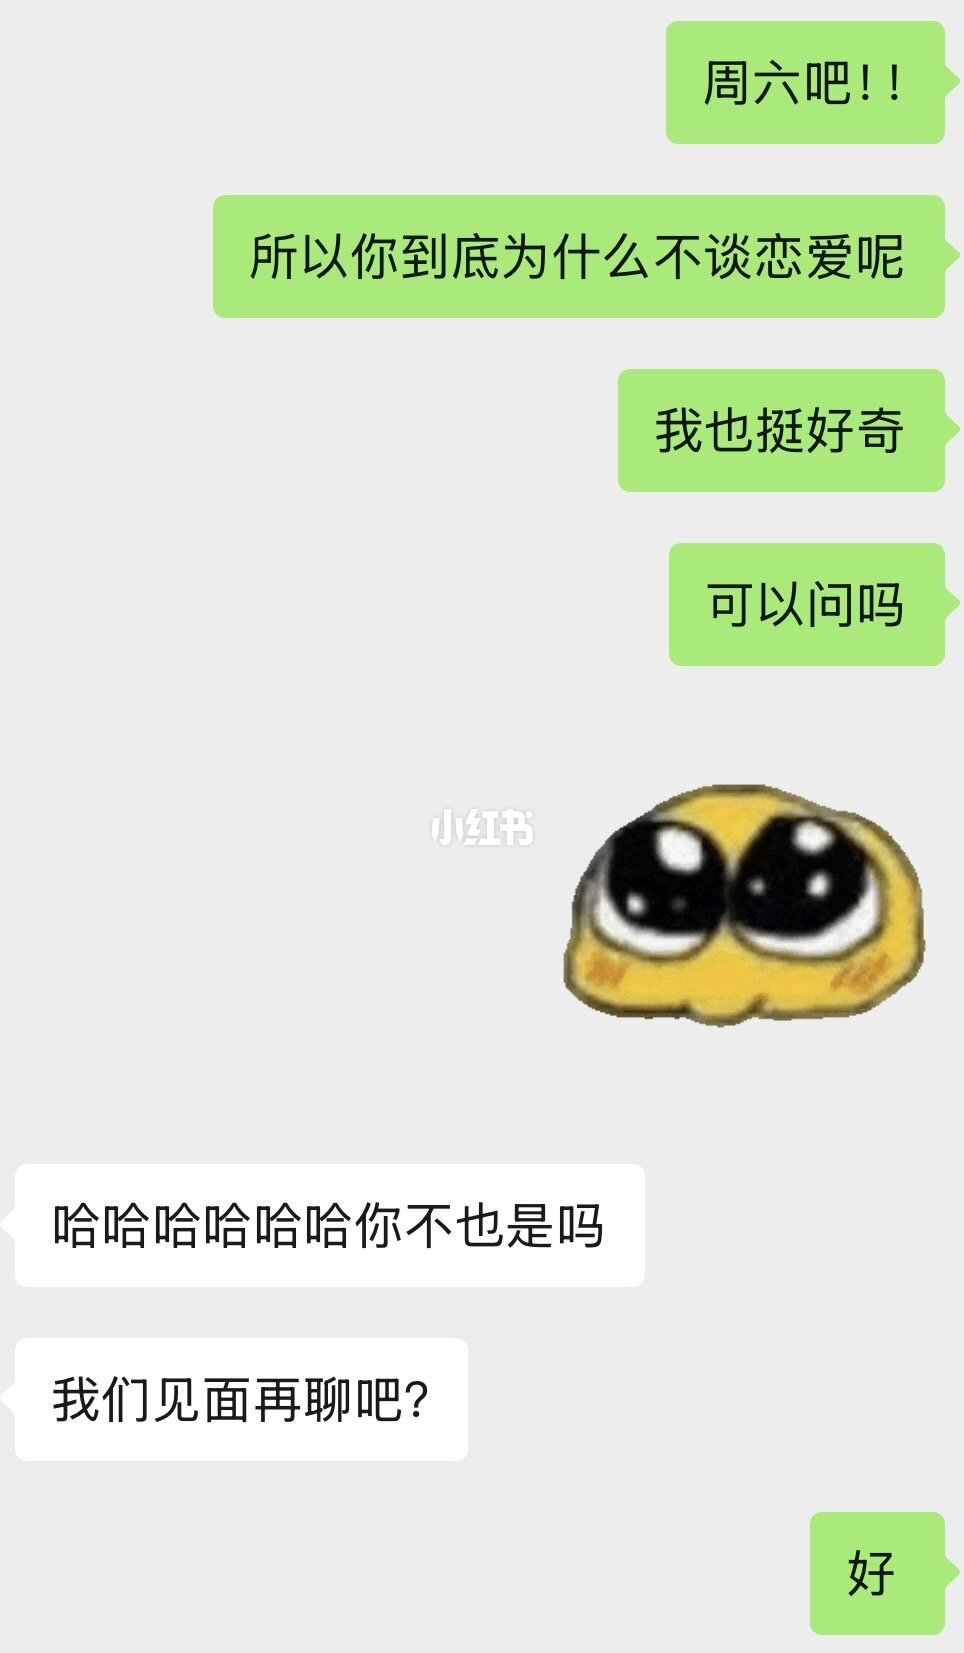 周六吧！！
所以你到底为什么不谈恋爱呢
我也挺好奇
可以问吗
小红书
哈哈哈哈哈哈你不也是吗
我们见面再聊吧？
好